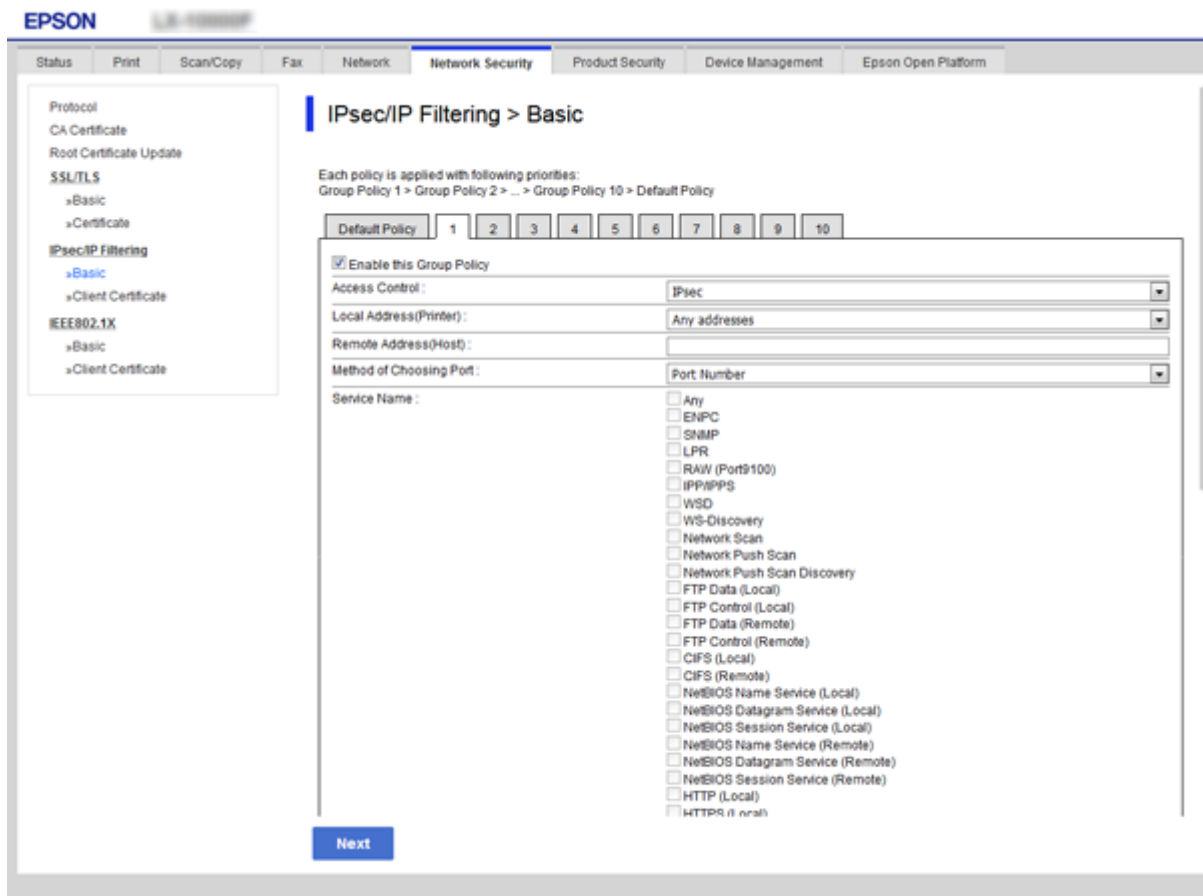 EPSON
Status Print Scan/Copy Fax Network Network Security Product Security Device Management Epson Open Platform
Protocol
CA Certificate
Root Certificate Update
SSL/TLS
»Basic
»Certificate
IPsec/IP Filtering
»Basic
»Client Certificate
IEEE802.1X
»Basic
»Client Certificate
IPsec/IP Filtering > Basic
Each policy is applied with following priorities:
Group Policy 1 > Group Policy 2 > ... > Group Policy 10 > Default Policy
Default Policy 1 2 3 4 5 6 7 8 9 10
Enable this Group Policy
Access Control : IPsec
Local Address(Printer) : Any addresses
Remote Address(Host) :
Method of Choosing Port : Port Number
Service Name : Any
ENPC
SNMP
LPR
RAW (Port9100)
IPP/IPPS
WSD
WS-Discovery
Network Scan
Network Push Scan
Network Push Scan Discovery
FTP Data (Local)
FTP Control (Local)
FTP Data (Remote)
FTP Control (Remote)
CIFS (Local)
CIFS (Remote)
NetBIOS Name Service (Local)
NetBIOS Datagram Service (Local)
NetBIOS Session Service (Local)
NetBIOS Name Service (Remote)
NetBIOS Datagram Service (Remote)
NetBIOS Session Service (Remote)
HTTP (Local)
HTTPS (Local)
Next